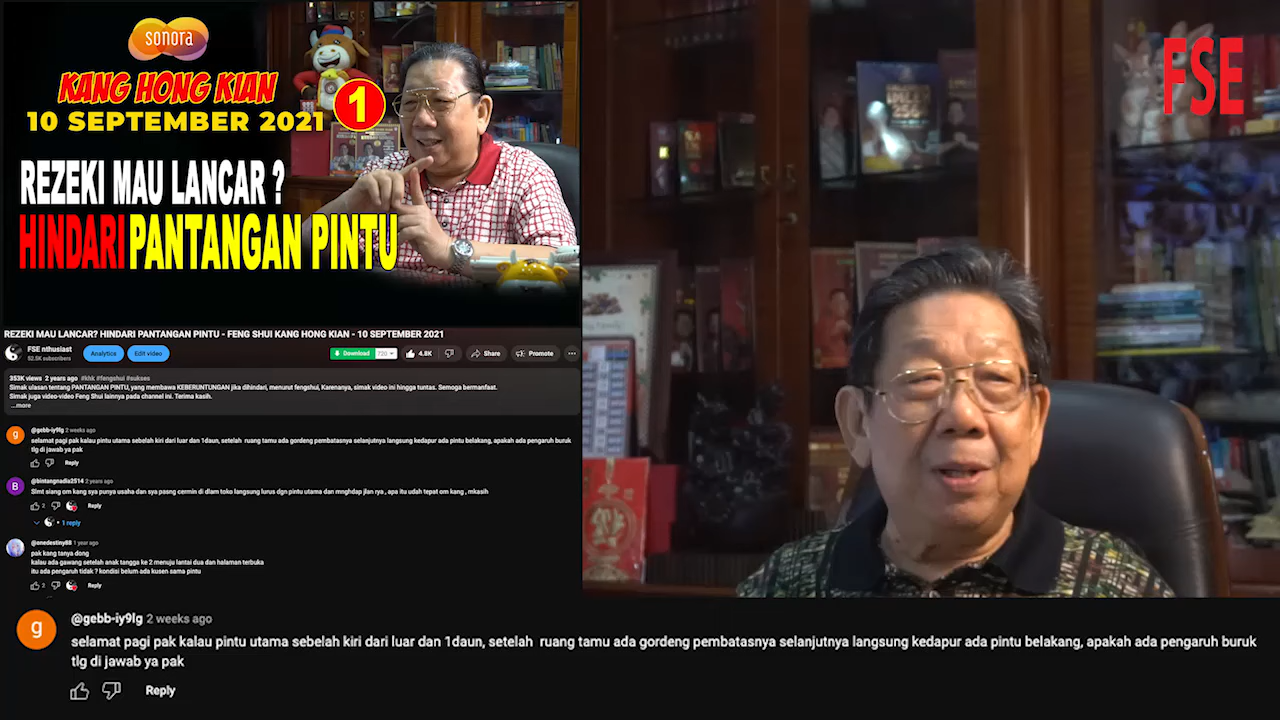 sonora
KANG HONG KIAN
10 SEPTEMBER 2021
1
REZEKI MAU LANCAR ?
HINDARI PANTANGAN PINTU
FSE
REZEKI MAU LANCAR? HINDARI PANTANGAN PINTU - FENG SHUI KANG HONG KIAN - 10 SEPTEMBER 2021
FSE nthusiast
52.5K subscribers
Analytics
Edit video
Download
720
4.8K
Share
Promote
353K views 2 years ago #khk #fengshui #sukses
Simak ulasan tentang PANTANGAN PINTU, yang membawa KEBERUNTUNGAN jika dihindari, menurut fengshui, Karenanya, simak video ini hingga tuntas. Semoga bermanfaat.
Simak juga video-video Feng Shui lainnya pada channel ini. Terima kasih.
...more
g
@gebb-iy9lg 2 weeks ago
selamat pagi pak kalau pintu utama sebelah kiri dari luar dan 1daun, setelah ruang tamu ada gordeng pembatasnya selanjutnya langsung kedapur ada pintu belakang, apakah ada pengaruh buruk
tlg di jawab ya pak
Reply
B
@bintangnadia2514 2 years ago
Slmt siang om kang sya punya usaha dan sya pasng cermin di dlam toko langsung lurus dgn pintu utama dan mnghdap jlan rya , apa itu udah tepat om kang , mkasih
2
Reply
1 reply
@onedestiny88 1 year ago
pak kang tanya dong
kalau ada gawang setelah anak tangga ke 2 menuju lantai dua dan halaman terbuka
itu ada pengaruh tidak ? kondisi belum ada kusen sama pintu
2
Reply
g
@gebb-iy9lg 2 weeks ago
selamat pagi pak kalau pintu utama sebelah kiri dari luar dan 1daun, setelah ruang tamu ada gordeng pembatasnya selanjutnya langsung kedapur ada pintu belakang, apakah ada pengaruh buruk
tlg di jawab ya pak
Reply